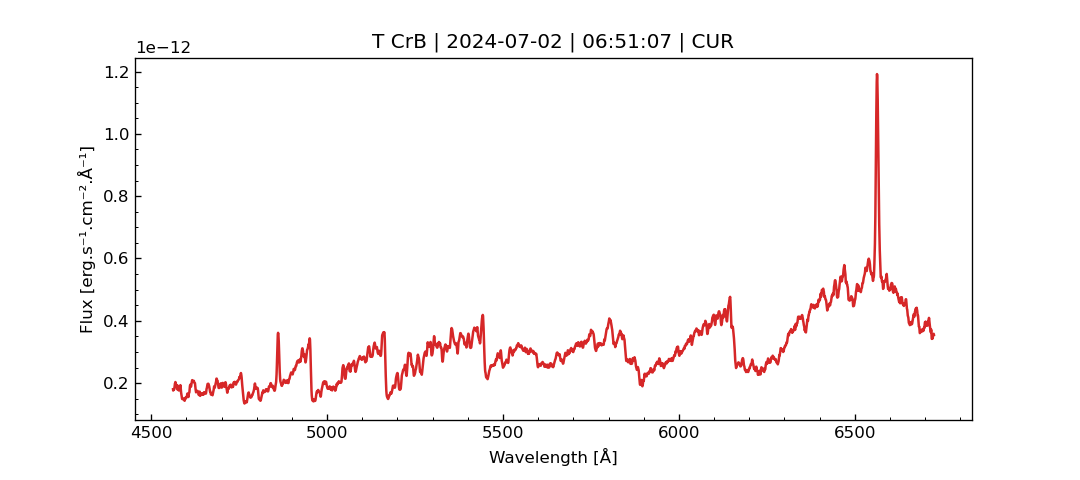 T CrB | 2024-07-02 | 06:51:07 | CUR
1e−12
1.2
1.0
0.8
0.6
0.4
0.2
Flux [erg.s⁻¹.cm⁻².Å⁻¹]
4500 5000 5500 6000 6500
Wavelength [Å]